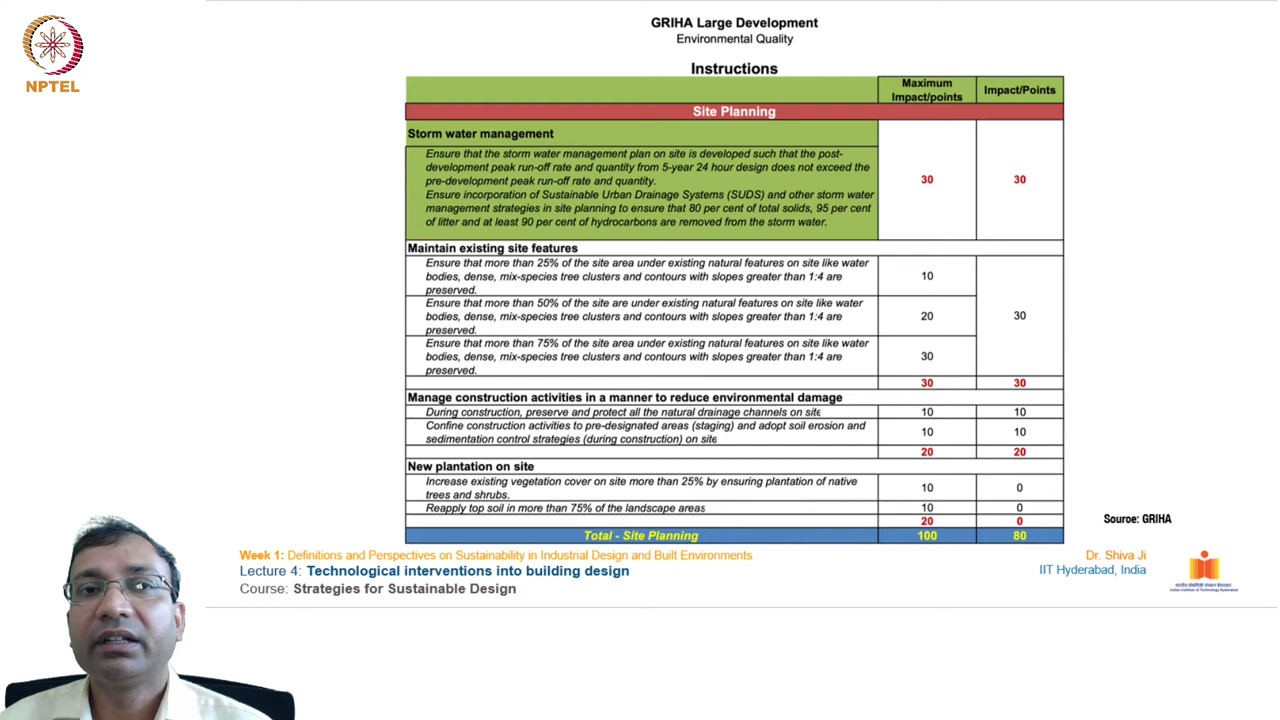 GRIHA Large Development
Environmental Quality
NPTEL
Instructions
Maximum Impact/points
Impact/Points
Site Planning
Storm water management
Ensure that the storm water management plan on site is developed such that the post-
development peak run-off rate and quantity from 5-year 24 hour design does not exceed the
pre-development peak run-off rate and quantity.
Ensure incorporation of Sustainable Urban Drainage Systems (SUDS) and other storm water
management strategies in site planning to ensure that 80 per cent of total solids, 95 per cent
of litter and at least 90 per cent of hydrocarbons are removed from the storm water.
30 30
Maintain existing site features
Ensure that more than 25% of the site area under existing natural features on site like water
bodies, dense, mix-species tree clusters and contours with slopes greater than 1:4 are
preserved.
10
Ensure that more than 50% of the site are under existing natural features on site like water
bodies, dense, mix-species tree clusters and contours with slopes greater than 1:4 are
preserved.
20 30
Ensure that more than 75% of the site area under existing natural features on site like water
bodies, dense, mix-species tree clusters and contours with slopes greater than 1:4 are
preserved.
30
30 30
Manage construction activities in a manner to reduce environmental damage
During construction, preserve and protect all the natural drainage channels on site 10 10
Confine construction activities to pre-designated areas (staging) and adopt soil erosion and
sedimentation control strategies (during construction) on site
10 10
20 20
New plantation on site
Increase existing vegetation cover on site more than 25% by ensuring plantation of native
trees and shrubs.
10 0
Reapply top soil in more than 75% of the landscape areas 10 0
20 0
Total - Site Planning 100 80
Source: GRIHA
Week 1: Definitions and Perspectives on Sustainability in Industrial Design and Built Environments
Dr. Shiva Ji
Lecture 4: Technological interventions into building design
IIT Hyderabad, India
Course: Strategies for Sustainable Design